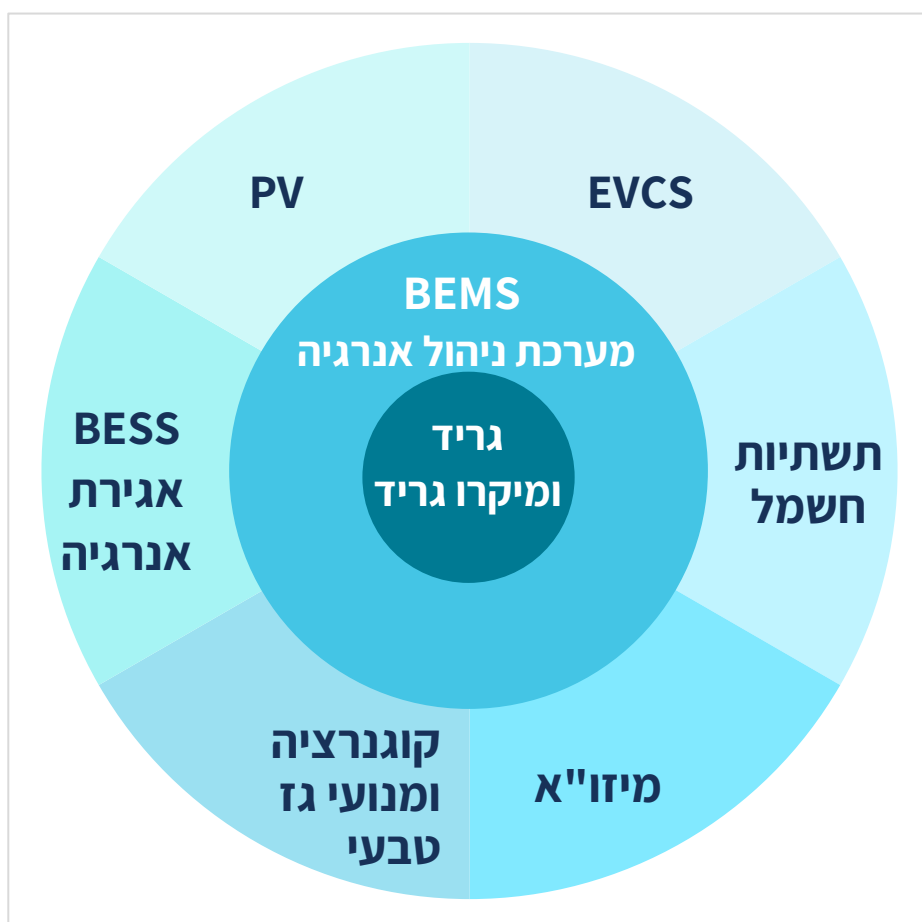 PV
EVCS
BEMS
מערכת ניהול אנרגיה
גריד
ומיקרו גריד
BESS
אגירת
אנרגיה
תשתיות
חשמל
קוגנרציה
ומנועי גז
טבעי
מיזו"א